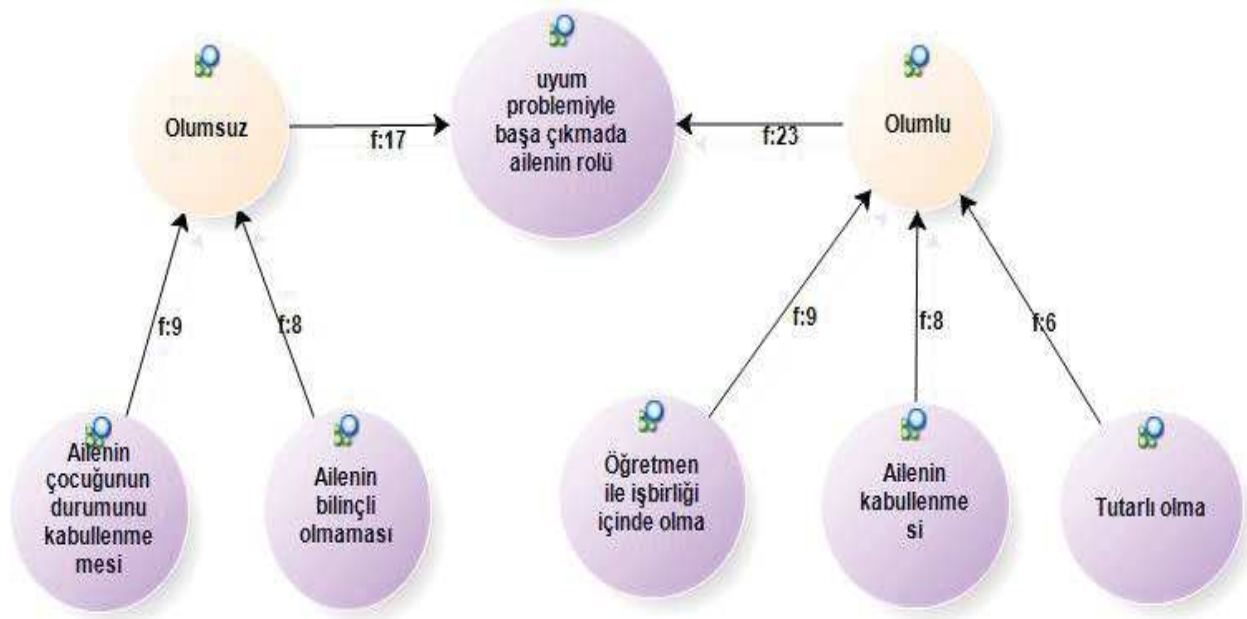 Olumsuz
f:17
uyum
problemiyle
başa çıkmada
ailenin rolü
f:23
Olumlu
f:9
f:8
f:9
f:8
f:6
Ailenin
çocuğunun
durumunu
kabullenme
mesi
Ailenin
bilinçli
olmaması
Öğretmen
ile işbirliği
içinde olma
Ailenin
kabullenme
si
Tutarlı olma